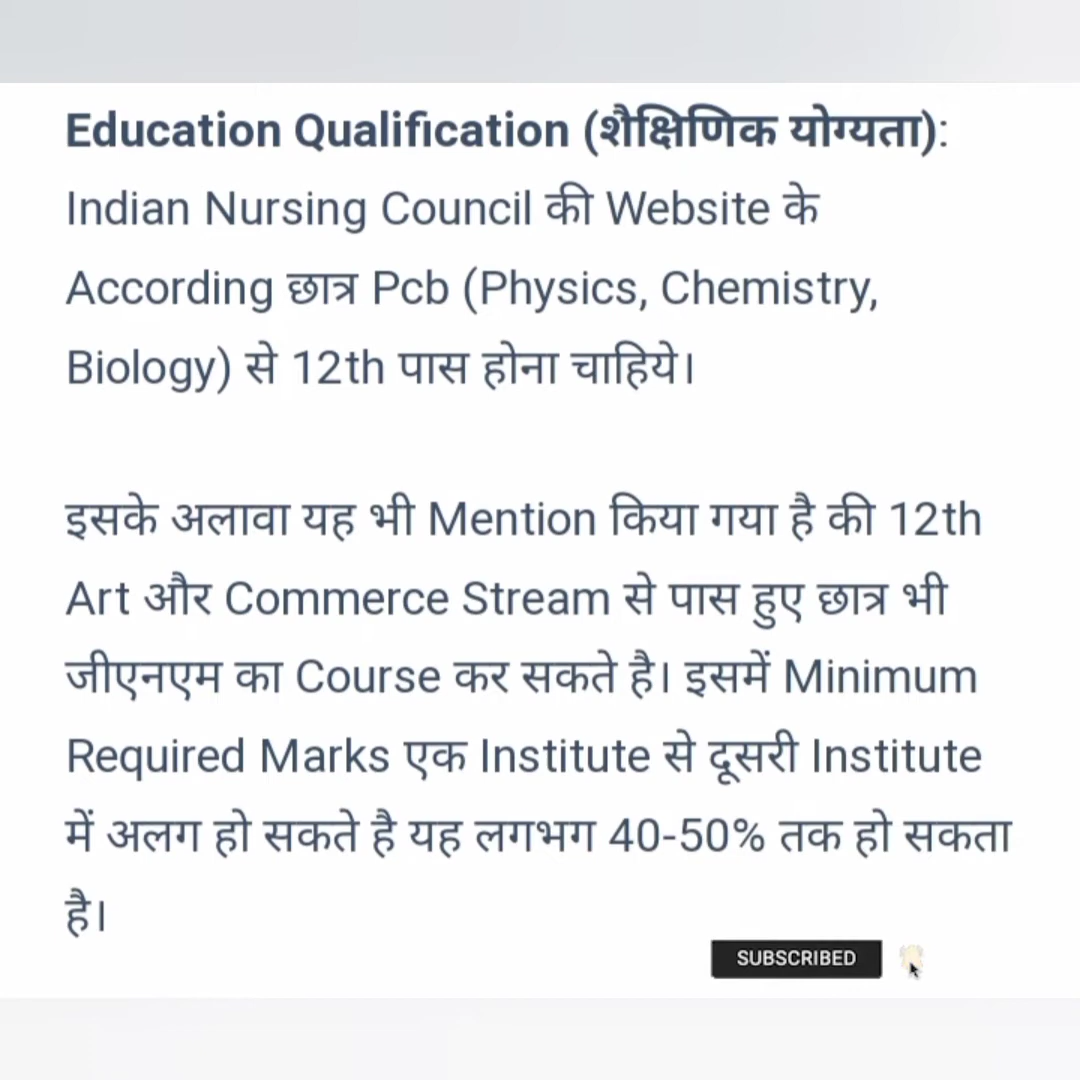 Education Qualification (शैक्षिणिक योग्यता):
Indian Nursing Council की Website के
According छात्र Pcb (Physics, Chemistry,
Biology) से 12th पास होना चाहिये।
इसके अलावा यह भी Mention किया गया है की 12th
Art और Commerce Stream से पास हुए छात्र भी
जीएनएम का Course कर सकते है। इसमें Minimum
Required Marks एक Institute से दूसरी Institute
में अलग हो सकते है यह लगभग 40-50% तक हो सकता
है।
SUBSCRIBED